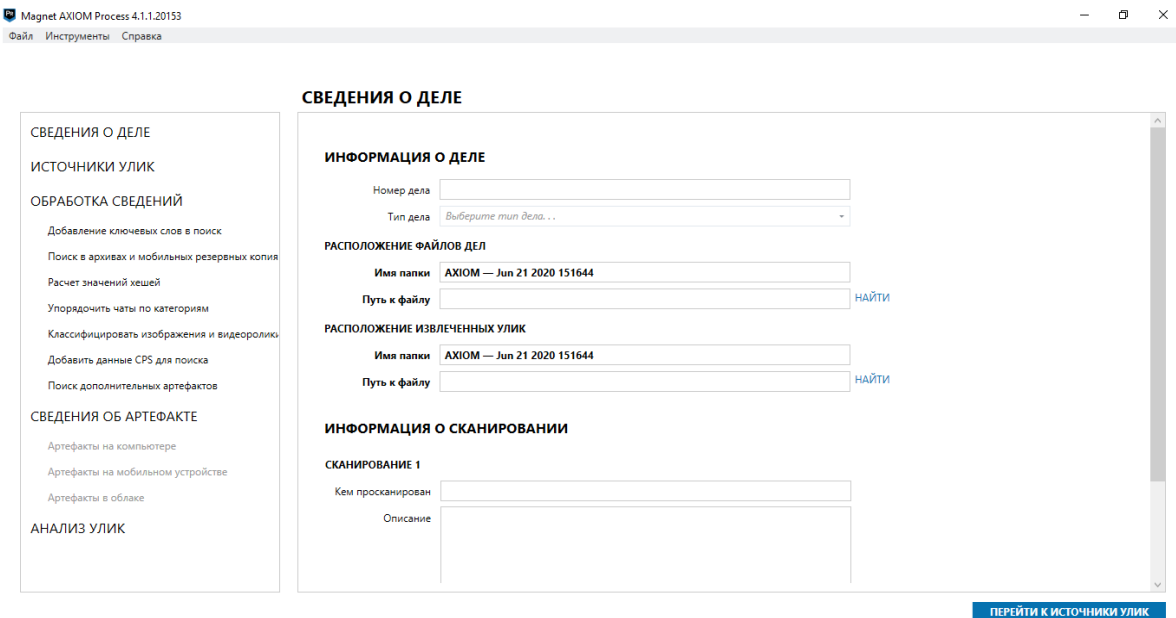 Magnet AXIOM Process 4.1.1.20153
Файл Инструменты Справка
СВЕДЕНИЯ О ДЕЛЕ
СВЕДЕНИЯ О ДЕЛЕ
ИСТОЧНИКИ УЛИК
ОБРАБОТКА СВЕДЕНИЙ
Добавление ключевых слов в поиск
Поиск в архивах и мобильных резервных копия
Расчет значений хешей
Упорядочить чаты по категориям
Классифицировать изображения и видеоролики
Добавить данные CPS для поиска
Поиск дополнительных артефактов
СВЕДЕНИЯ ОБ АРТЕФАКТЕ
Артефакты на компьютере
Артефакты на мобильном устройстве
Артефакты в облаке
АНАЛИЗ УЛИК
ИНФОРМАЦИЯ О ДЕЛЕ
Номер дела
Тип дела Выберите тип дела. . .
РАСПОЛОЖЕНИЕ ФАЙЛОВ ДЕЛ
Имя папки AXIOM — Jun 21 2020 151644
Путь к файлу НАЙТИ
РАСПОЛОЖЕНИЕ ИЗВЛЕЧЕННЫХ УЛИК
Имя папки AXIOM — Jun 21 2020 151644
Путь к файлу НАЙТИ
ИНФОРМАЦИЯ О СКАНИРОВАНИИ
СКАНИРОВАНИЕ 1
Кем просканирован
Описание
ПЕРЕЙТИ К ИСТОЧНИКИ УЛИК